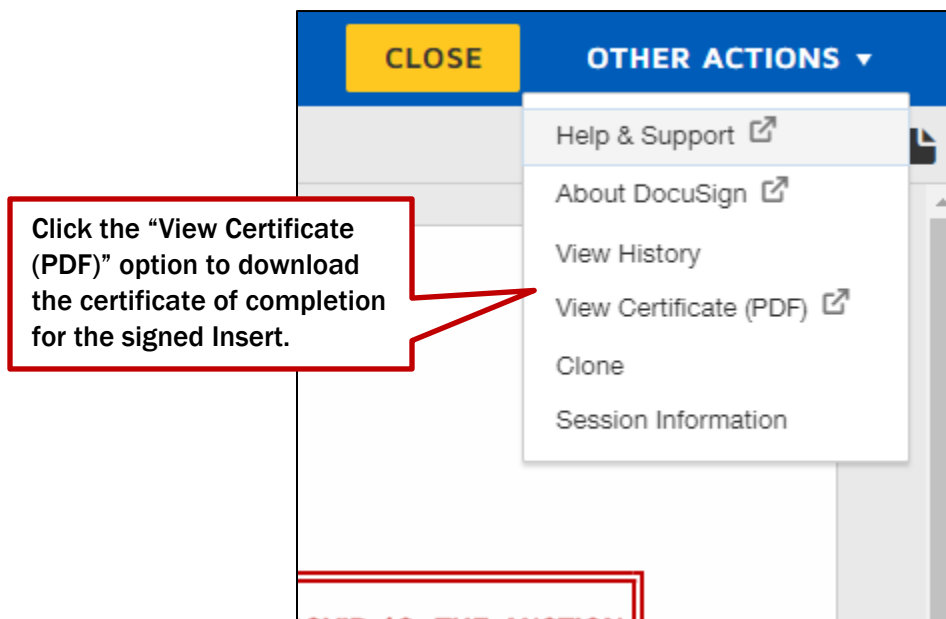 CLOSE
OTHER ACTIONS
Help & Support
About DocuSign
View History
View Certificate (PDF)
Clone
Session Information
Click the “View Certificate
(PDF)” option to download
the certificate of completion
for the signed Insert.